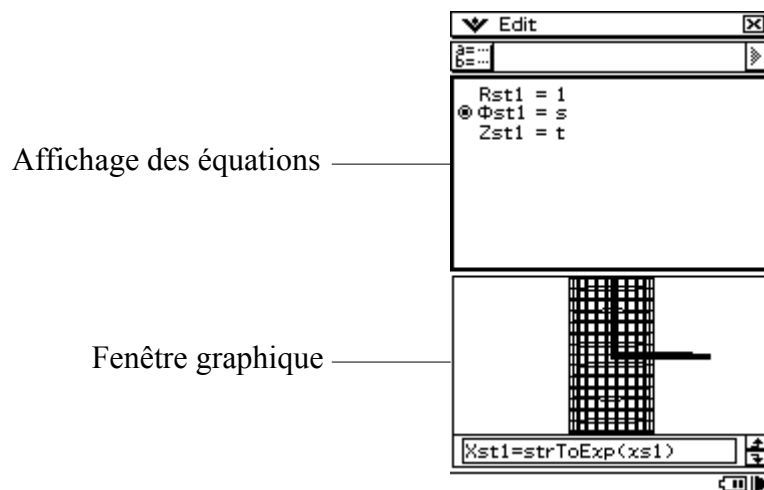 Edit
a=...
b=...
Rst1 = 1
Φst1 = s
Zst1 = t
Affichage des équations
Fenêtre graphique
Xst1=strToExp(xs1)